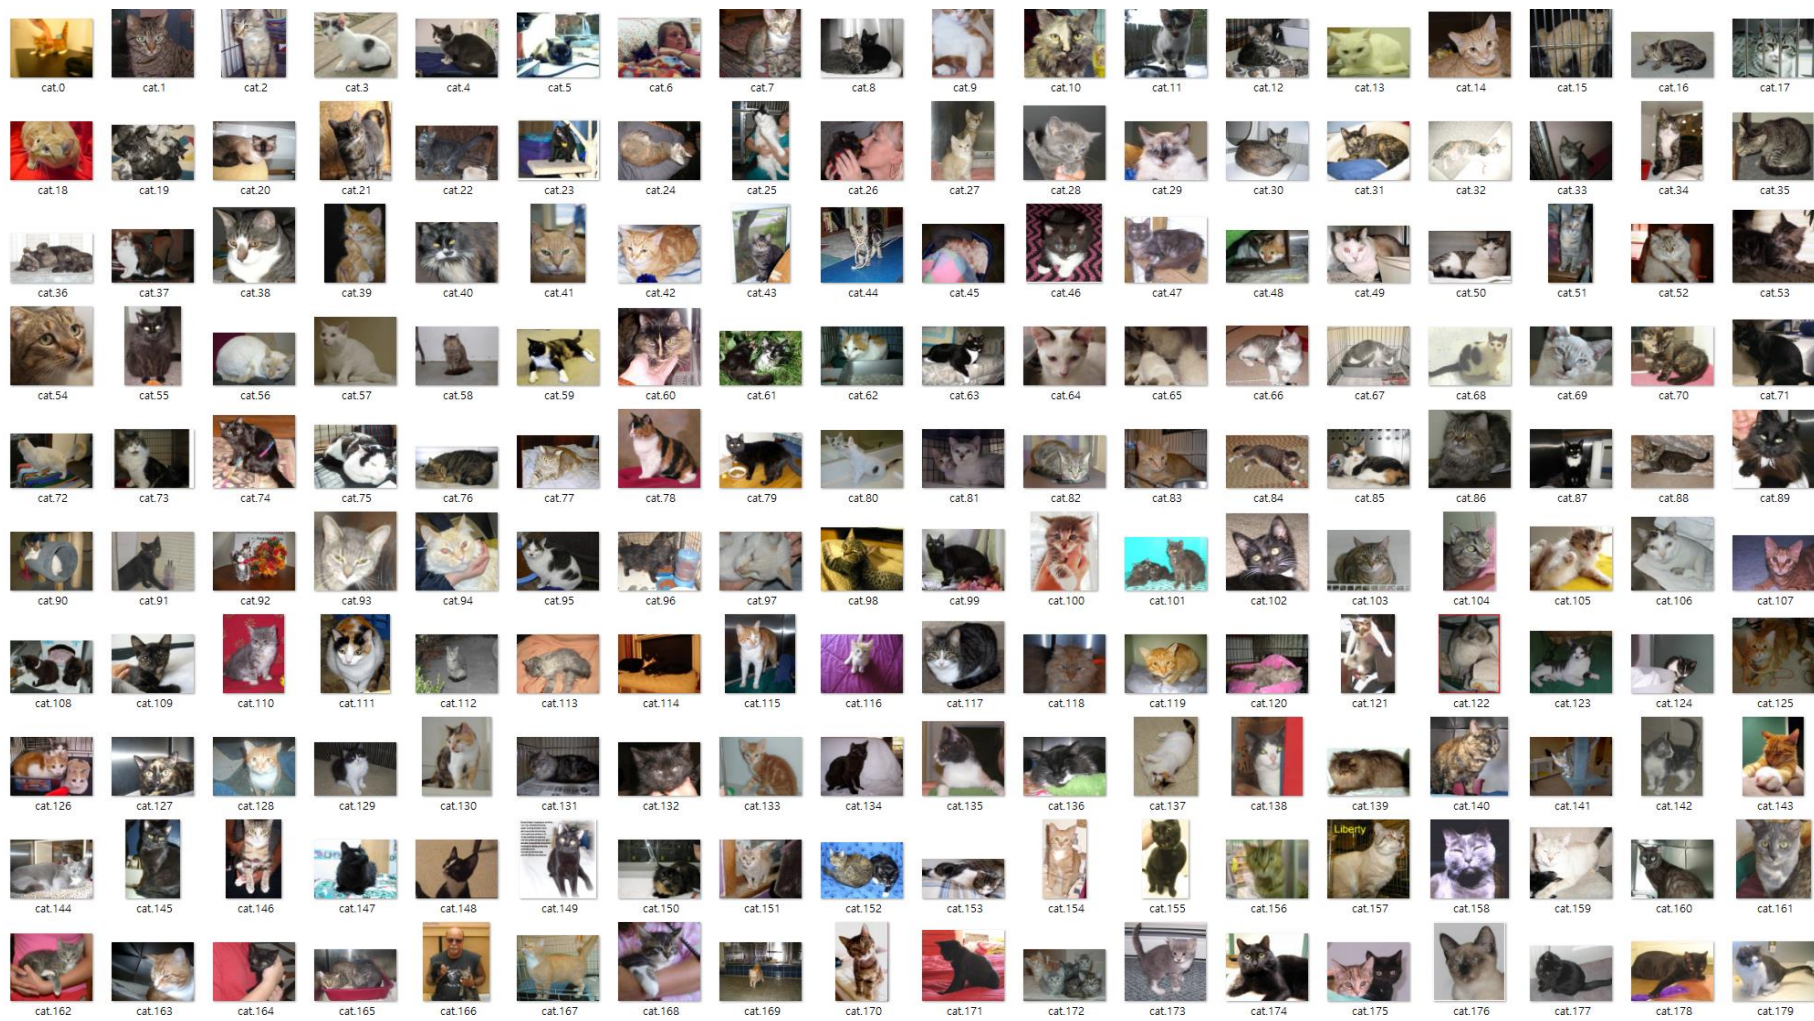 cat.0 cat.1 cat.2 cat.3 cat.4 cat.5 cat.6 cat.7 cat.8 cat.9 cat.10 cat.11 cat.12 cat.13 cat.14 cat.15 cat.16 cat.17
cat.18 cat.19 cat.20 cat.21 cat.22 cat.23 cat.24 cat.25 cat.26 cat.27 cat.28 cat.29 cat.30 cat.31 cat.32 cat.33 cat.34 cat.35
cat.36 cat.37 cat.38 cat.39 cat.40 cat.41 cat.42 cat.43 cat.44 cat.45 cat.46 cat.47 cat.48 cat.49 cat.50 cat.51 cat.52 cat.53
cat.54 cat.55 cat.56 cat.57 cat.58 cat.59 cat.60 cat.61 cat.62 cat.63 cat.64 cat.65 cat.66 cat.67 cat.68 cat.69 cat.70 cat.71
cat.72 cat.73 cat.74 cat.75 cat.76 cat.77 cat.78 cat.79 cat.80 cat.81 cat.82 cat.83 cat.84 cat.85 cat.86 cat.87 cat.88 cat.89
cat.90 cat.91 cat.92 cat.93 cat.94 cat.95 cat.96 cat.97 cat.98 cat.99 cat.100 cat.101 cat.102 cat.103 cat.104 cat.105 cat.106 cat.107
cat.108 cat.109 cat.110 cat.111 cat.112 cat.113 cat.114 cat.115 cat.116 cat.117 cat.118 cat.119 cat.120 cat.121 cat.122 cat.123 cat.124 cat.125
cat.126 cat.127 cat.128 cat.129 cat.130 cat.131 cat.132 cat.133 cat.134 cat.135 cat.136 cat.137 cat.138 cat.139 cat.140 cat.141 cat.142 cat.143
Liberty
cat.144 cat.145 cat.146 cat.147 cat.148 cat.149 cat.150 cat.151 cat.152 cat.153 cat.154 cat.155 cat.156 cat.157 cat.158 cat.159 cat.160 cat.161
cat.162 cat.163 cat.164 cat.165 cat.166 cat.167 cat.168 cat.169 cat.170 cat.171 cat.172 cat.173 cat.174 cat.175 cat.176 cat.177 cat.178 cat.179